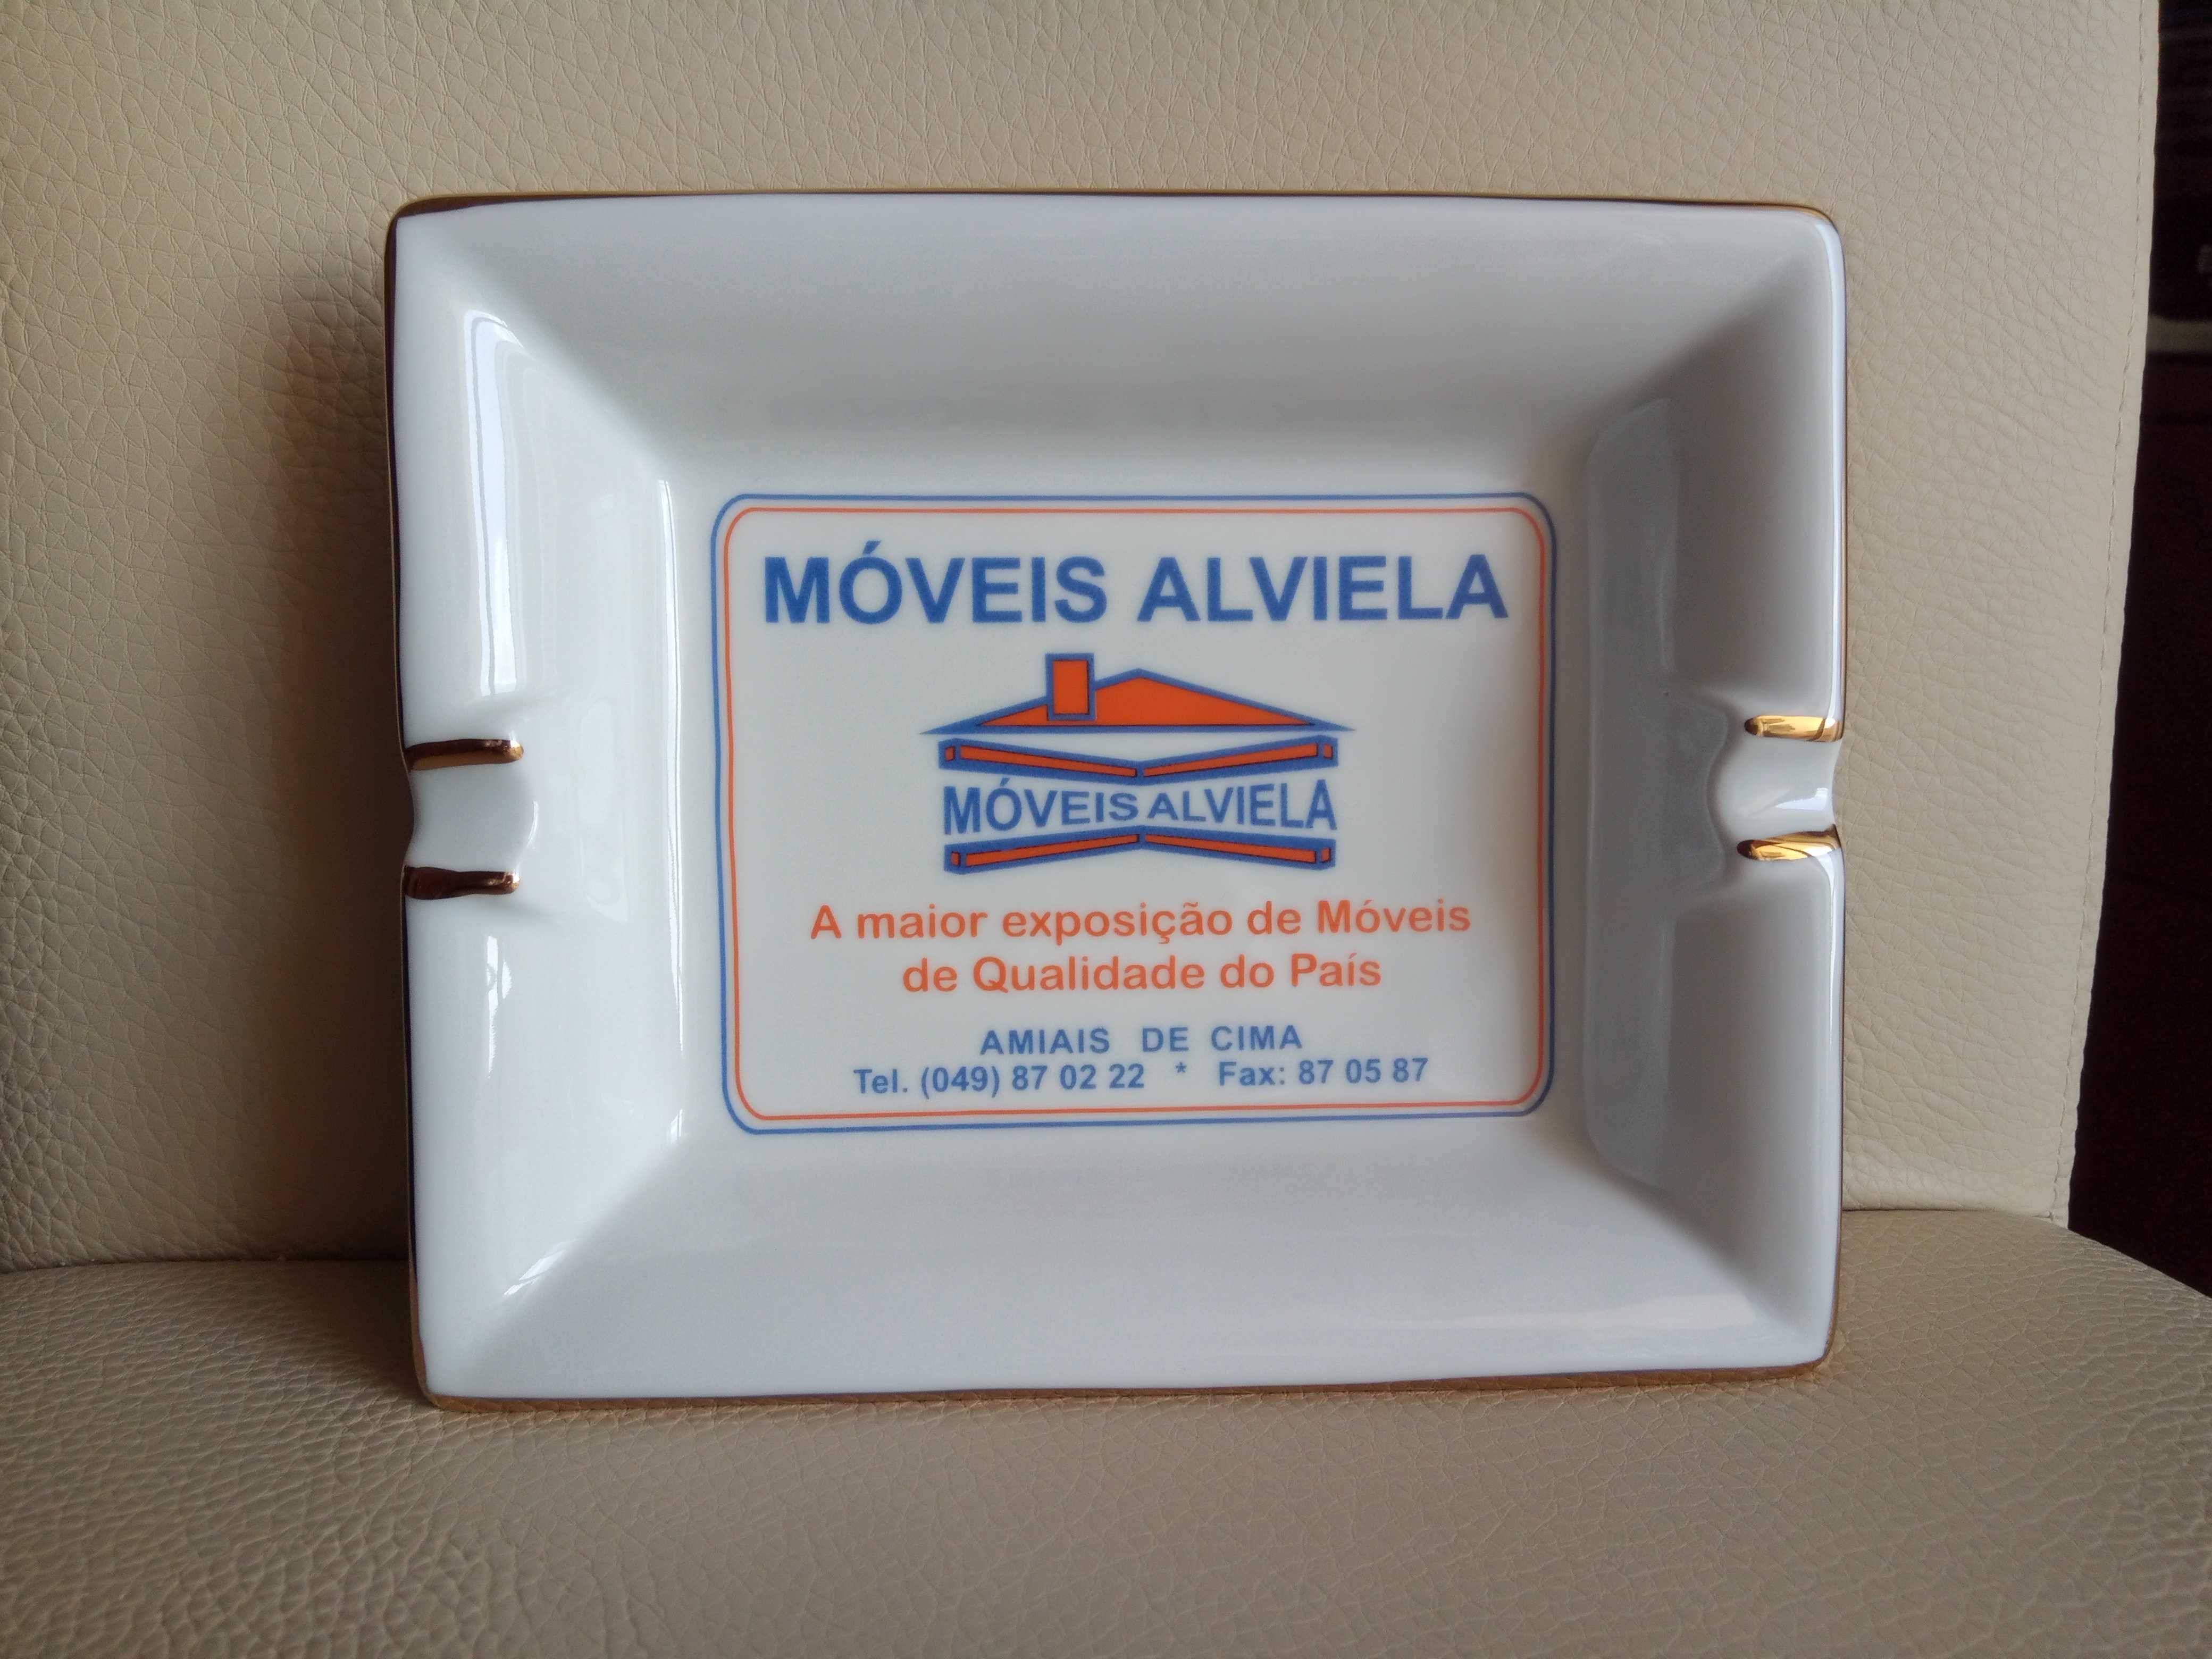 MÓVEIS ALVIELA
MÓVEIS ALVIELA
A maior exposição de Móveis
de Qualidade do País
AMIAIS DE CIMA
Tel. (049) 87 02 22 * Fax: 87 05 87